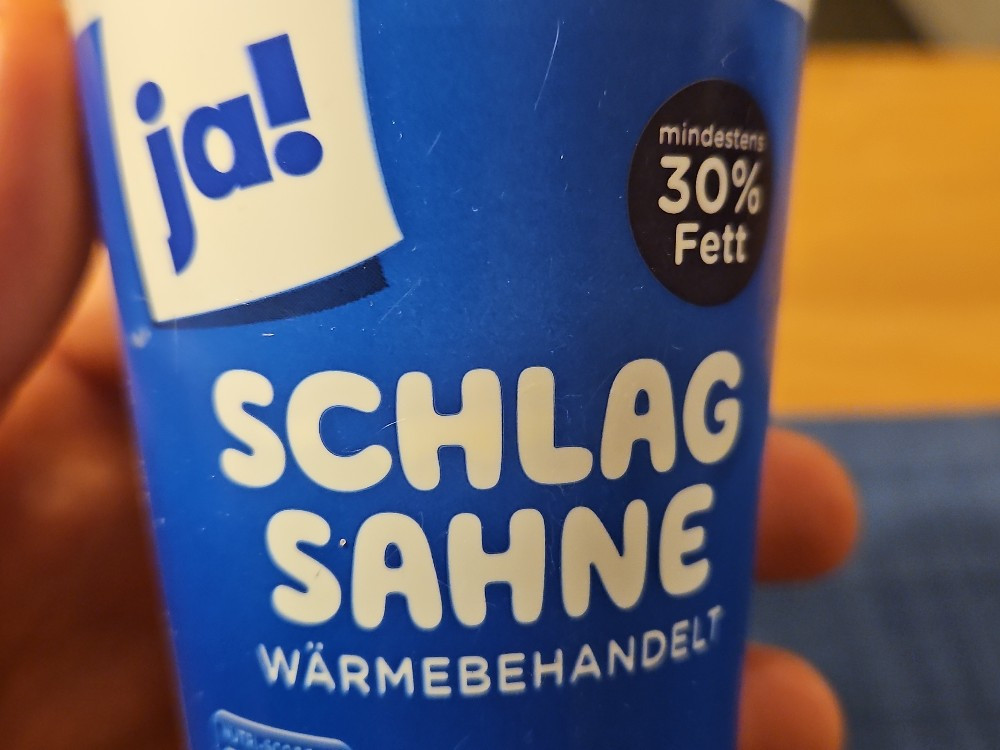 ja!
mindestens
30%
Fett
SCHLAG
SAHNE
WÄRMEBEHANDELT